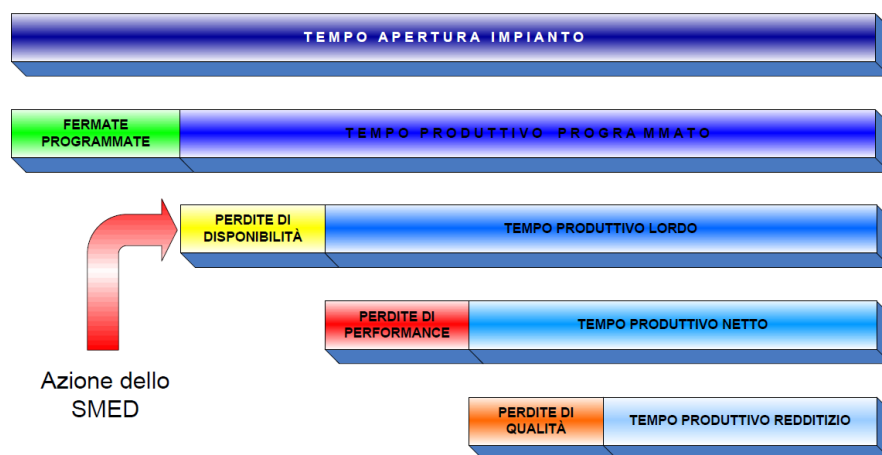 TEMPO APERTURA IMPIANTO
FERMATE
PROGRAMMATE
TEMPO PRODUTTIVO PROGRAMMATO
PERDITE DI
DISPONIBILITÀ
TEMPO PRODUTTIVO LORDO
PERDITE DI
PERFORMANCE
TEMPO PRODUTTIVO NETTO
Azione dello
SMED
PERDITE DI
QUALITÀ
TEMPO PRODUTTIVO REDDITIZIO